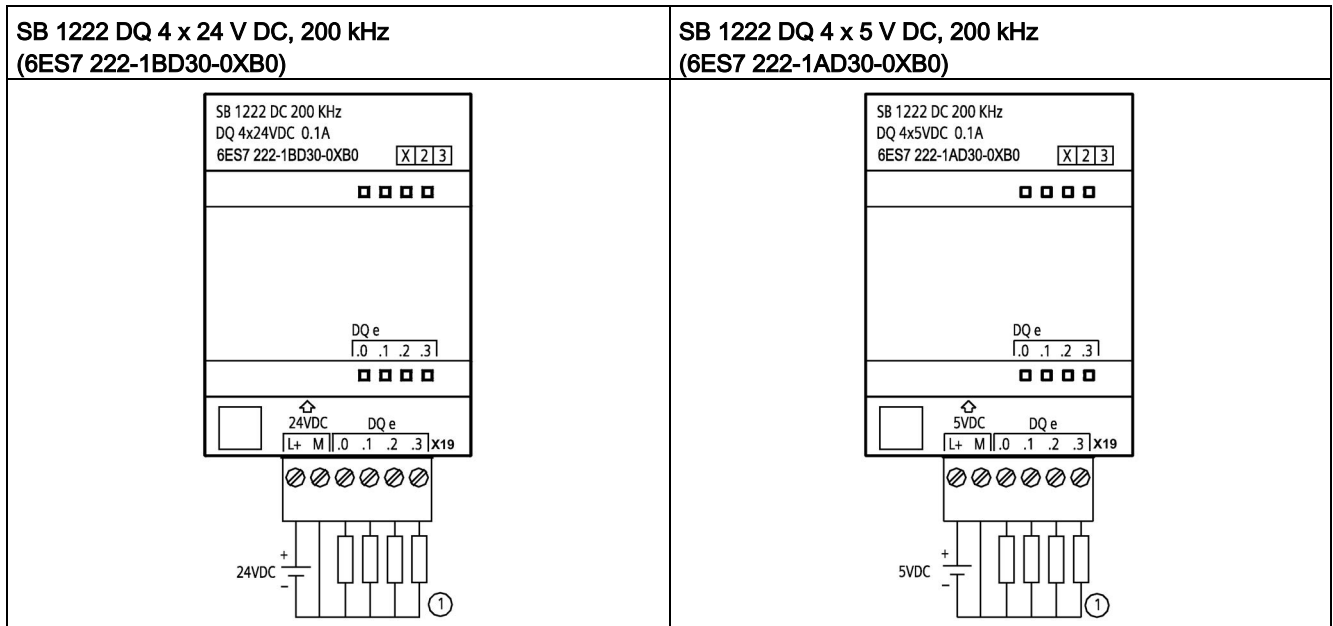 SB 1222 DQ 4 x 24 V DC, 200 kHz
(6ES7 222-1BD30-0XB0)
SB 1222 DQ 4 x 5 V DC, 200 kHz
(6ES7 222-1AD30-0XB0)
SB 1222 DC 200 KHz
DQ 4x24VDC 0.1A
6ES7 222-1BD30-0XB0 X 2 3
DQ e
.0 .1 .2 .3
24VDC DQ e
L+ M .0 .1 .2 .3 X19
+
24VDC
–
1
SB 1222 DC 200 KHz
DQ 4x5VDC 0.1A
6ES7 222-1AD30-0XB0 X 2 3
DQ e
.0 .1 .2 .3
5VDC DQ e
L+ M .0 .1 .2 .3 X19
+
5VDC
–
1